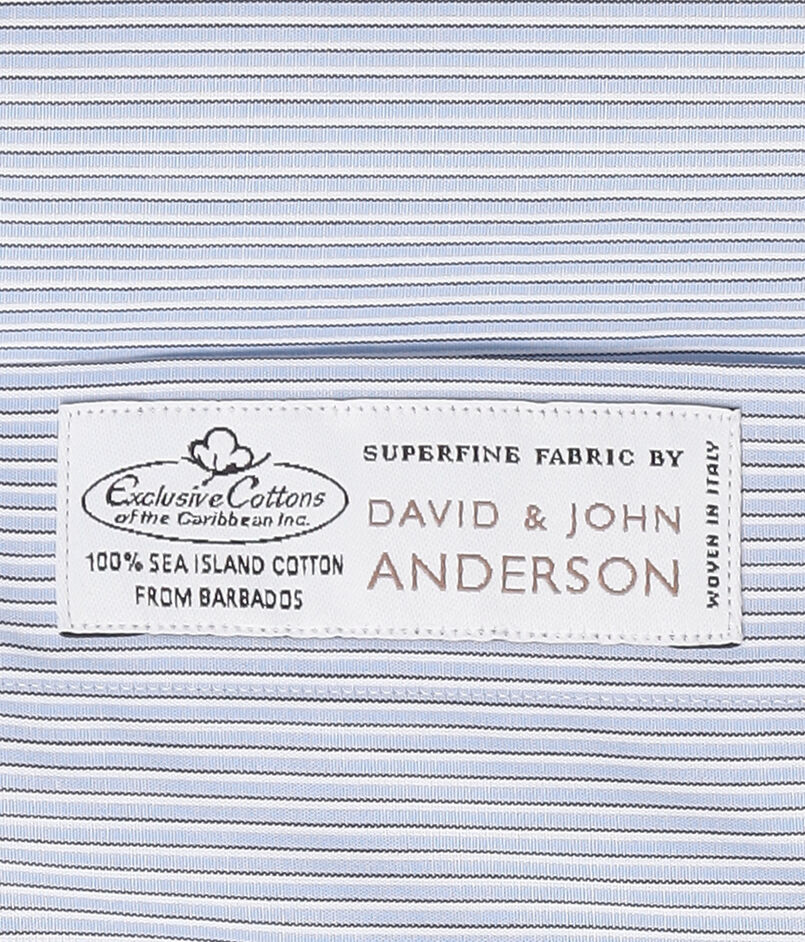 Exclusive Cottons
of the Caribbean Inc.
100% SEA ISLAND COTTON
FROM BARBADOS
SUPERFINE FABRIC BY
DAVID & JOHN
ANDERSON
WOVEN IN ITALY